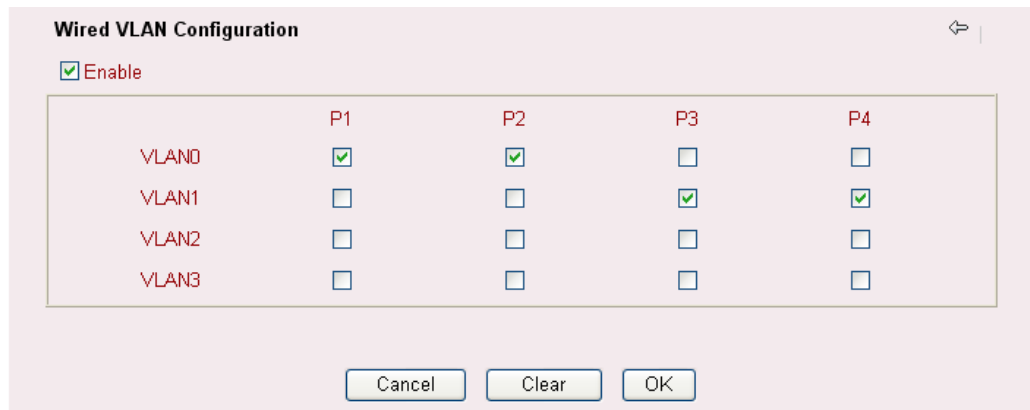 Wired VLAN Configuration
Enable
P1 P2 P3 P4
VLAN0
VLAN1
VLAN2
VLAN3
Cancel Clear OK